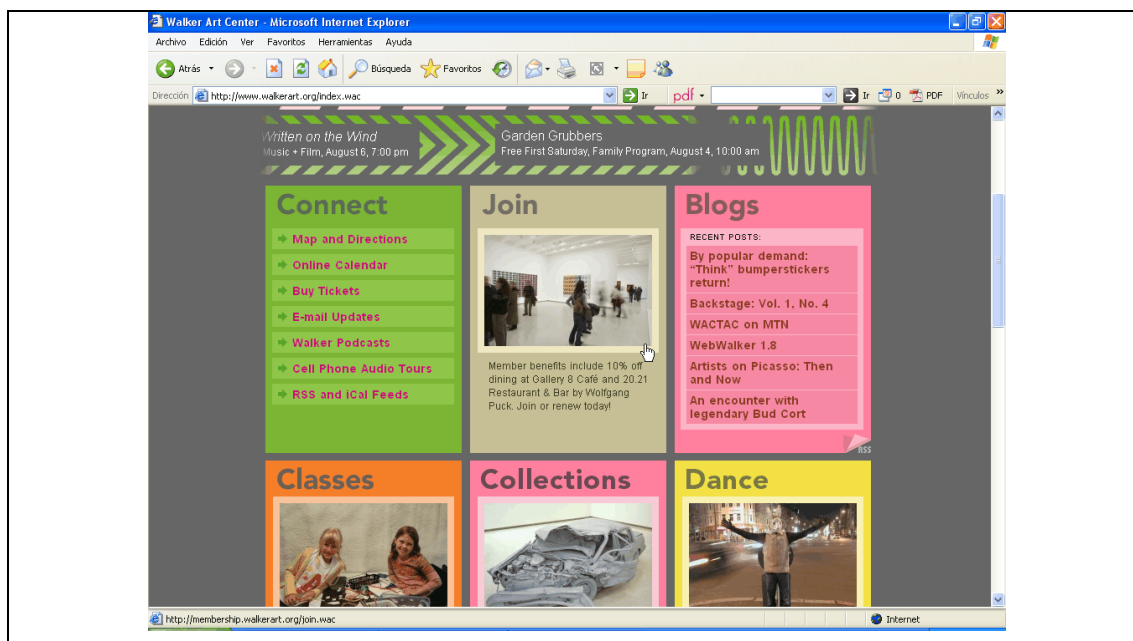 Walker Art Center - Microsoft Internet Explorer
Archivo Edición Ver Favoritos Herramientas Ayuda
Atrás Búsqueda Favoritos
Dirección http://www.walkerart.org/index.wac Ir pdf Ir 0 PDF Vínculos »
Written on the Wind
Music + Film, August 6, 7:00 pm
Garden Grubbers
Free First Saturday, Family Program, August 4, 10:00 am
Connect
Map and Directions
Online Calendar
Buy Tickets
E-mail Updates
Walker Podcasts
Cell Phone Audio Tours
RSS and iCal Feeds
Join
Member benefits include 10% off
dining at Gallery 8 Café and 20.21
Restaurant & Bar by Wolfgang
Puck. Join or renew today!
Blogs
RECENT POSTS:
By popular demand:
“Think” bumperstickers
return!
Backstage: Vol. 1, No. 4
WACTAC on MTN
WebWalker 1.8
Artists on Picasso: Then
and Now
An encounter with
legendary Bud Cort
RSS
Classes
Collections
Dance
http://membership.walkerart.org/join.wac Internet